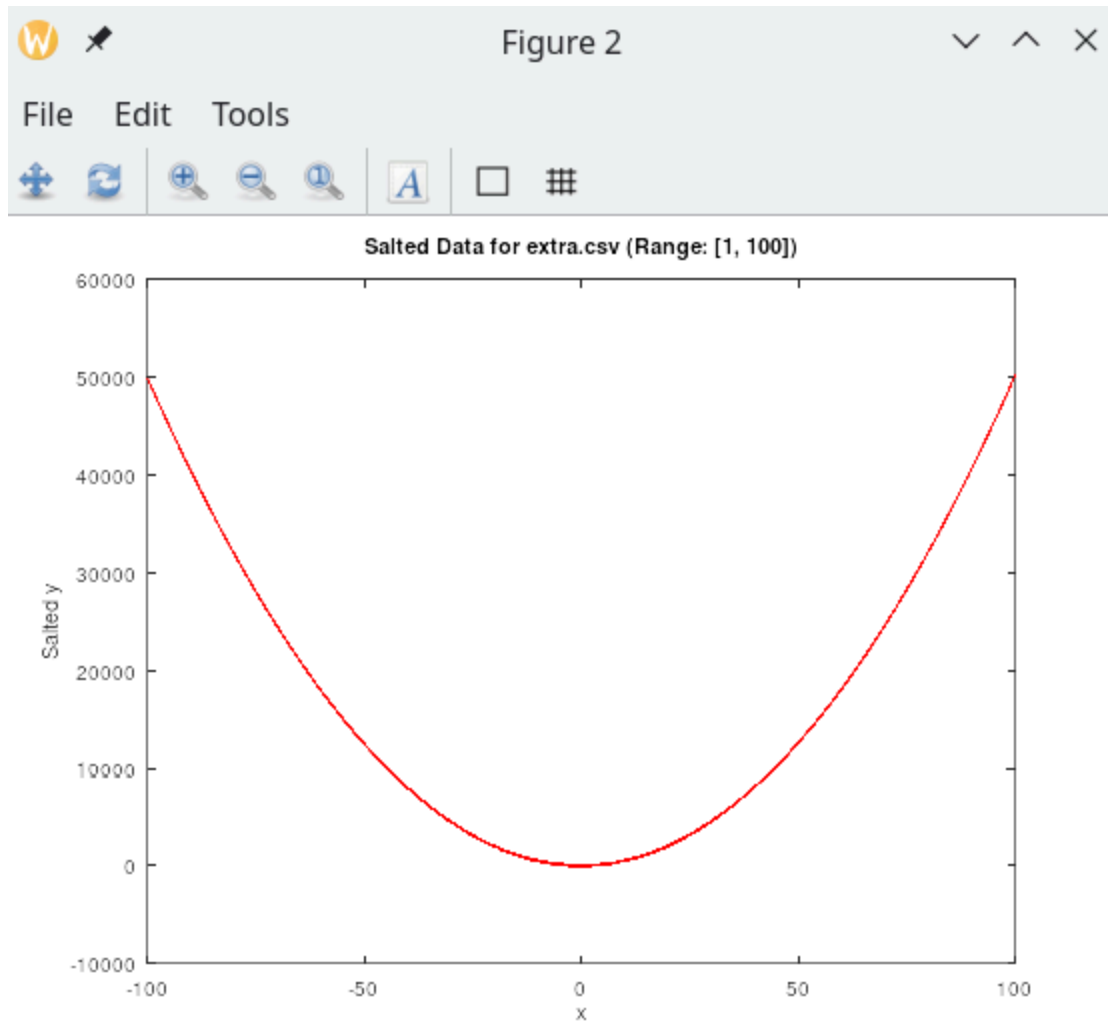 Figure 2
File Edit Tools
A
Salted Data for extra.csv (Range: [1, 100])
60000
50000
40000
30000
20000
10000
0
-10000
Salted y
-100 -50 0 50 100
x